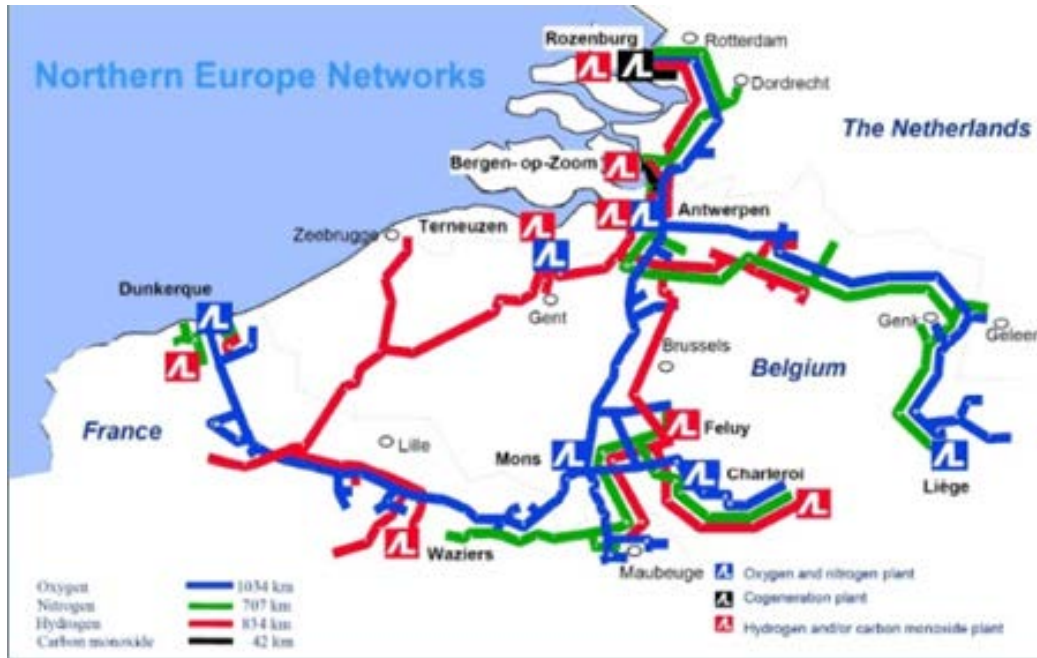 Northern Europe Networks
Rozenburg
Rotterdam
Dordrecht
The Netherlands
Bergen-op-Zoom
Antwerpen
Terneuzen
Zeebrugge
Dunkerque
Gent
Genk
Geleen
Brussels
Belgium
France
Lille
Mons
Feluy
Charleroi
Liège
Waziers
Maubeuge
Oxygen 1034 km
Nitrogen 707 km
Hydrogen 834 km
Carbon monoxide 42 km
Oxygen and nitrogen plant
Cogeneration plant
Hydrogen and/or carbon monoxide plant